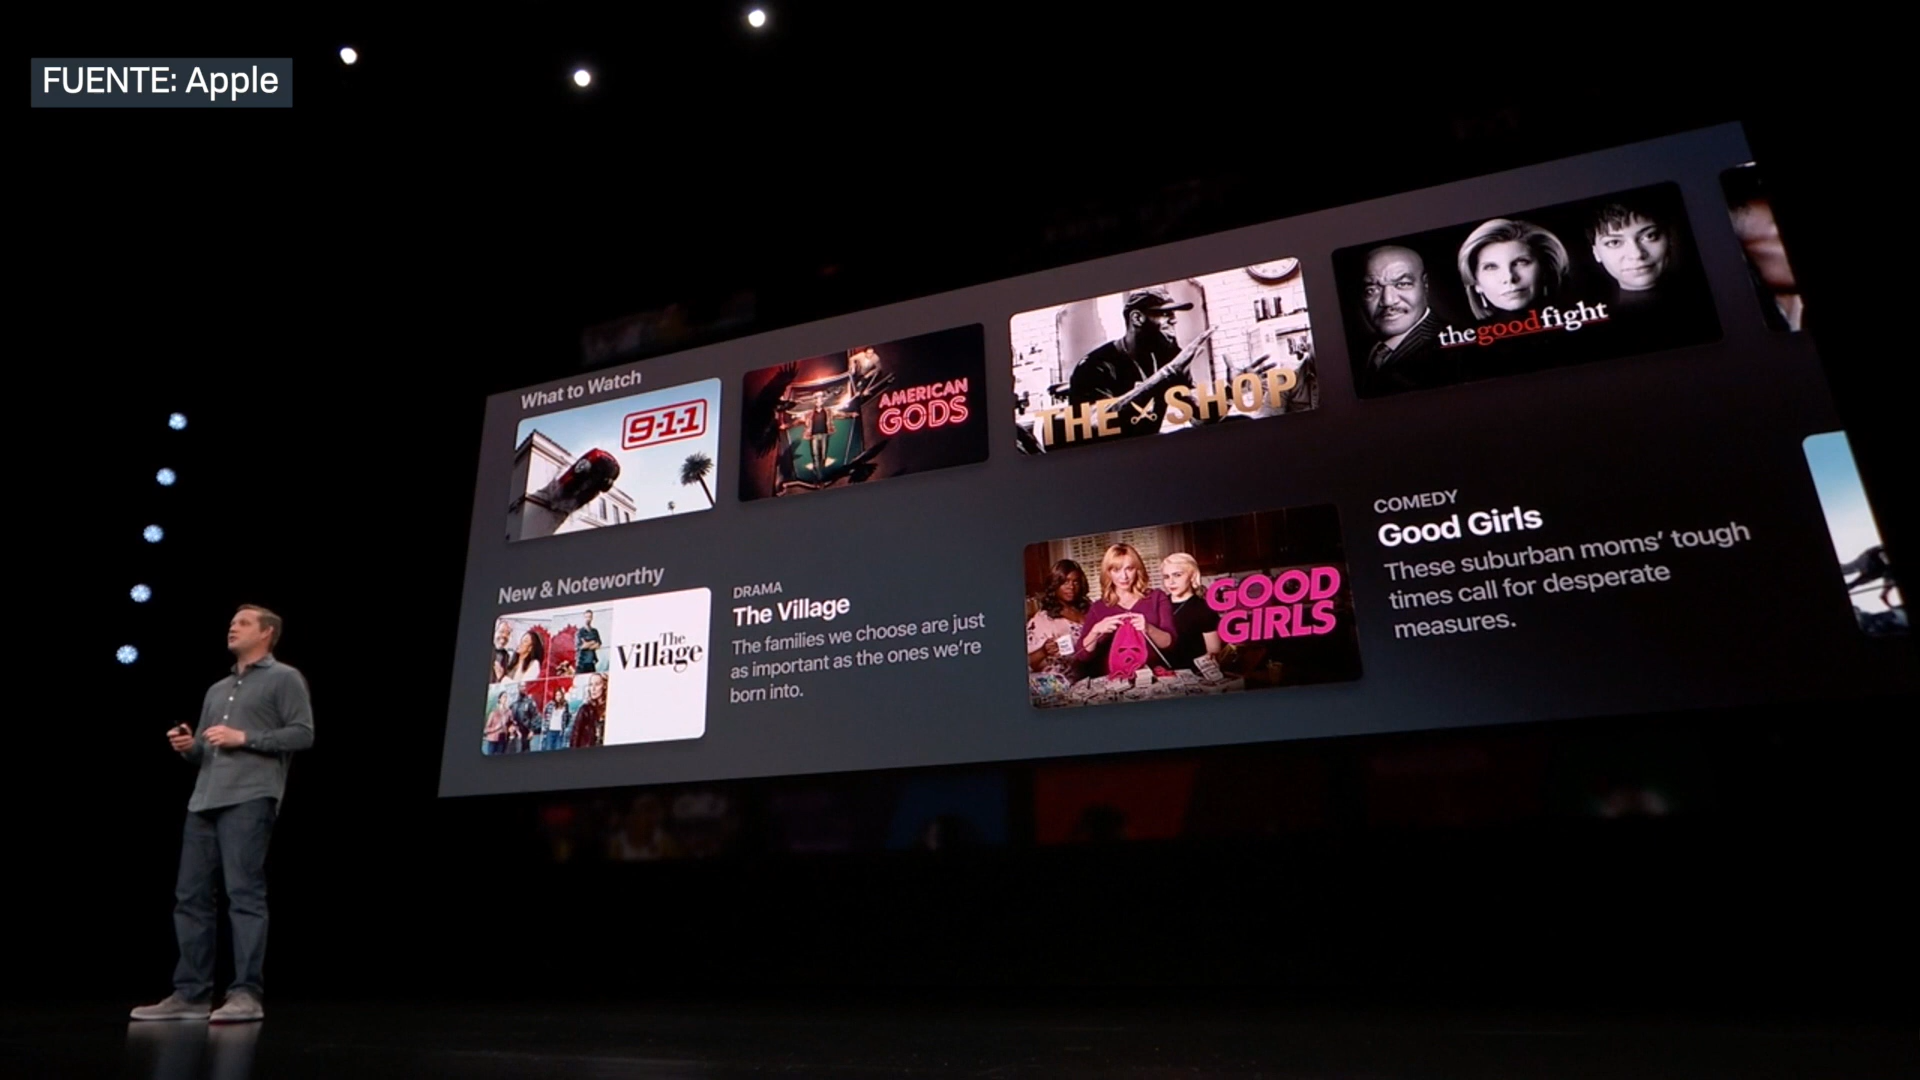 FUENTE: Apple
What to Watch
9-1-1
AMERICAN
GODS
THE SHOP
thegoodfight
New & Noteworthy
The
Village
DRAMA
The Village
The families we choose are just
as important as the ones we're
born into.
GOOD
GIRLS
COMEDY
Good Girls
These suburban moms' tough
times call for desperate
measures.